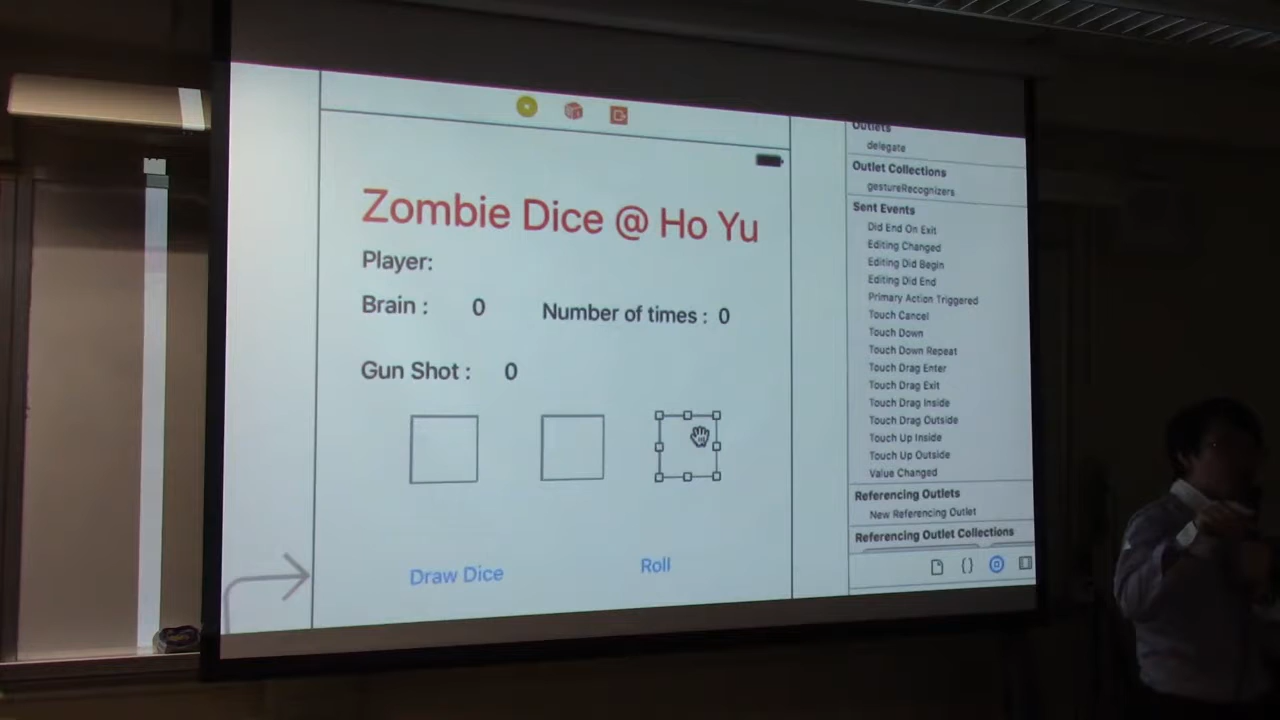 Zombie Dice @ Ho Yu
Player:
Brain : 0 Number of times : 0
Gun Shot : 0
Draw Dice Roll
Outlets
delegate
Outlet Collections
gestureRecognizers
Sent Events
Did End On Exit
Editing Changed
Editing Did Begin
Editing Did End
Primary Action Triggered
Touch Cancel
Touch Down
Touch Down Repeat
Touch Drag Enter
Touch Drag Exit
Touch Drag Inside
Touch Drag Outside
Touch Up Inside
Touch Up Outside
Value Changed
Referencing Outlets
New Referencing Outlet
Referencing Outlet Collections
{ }